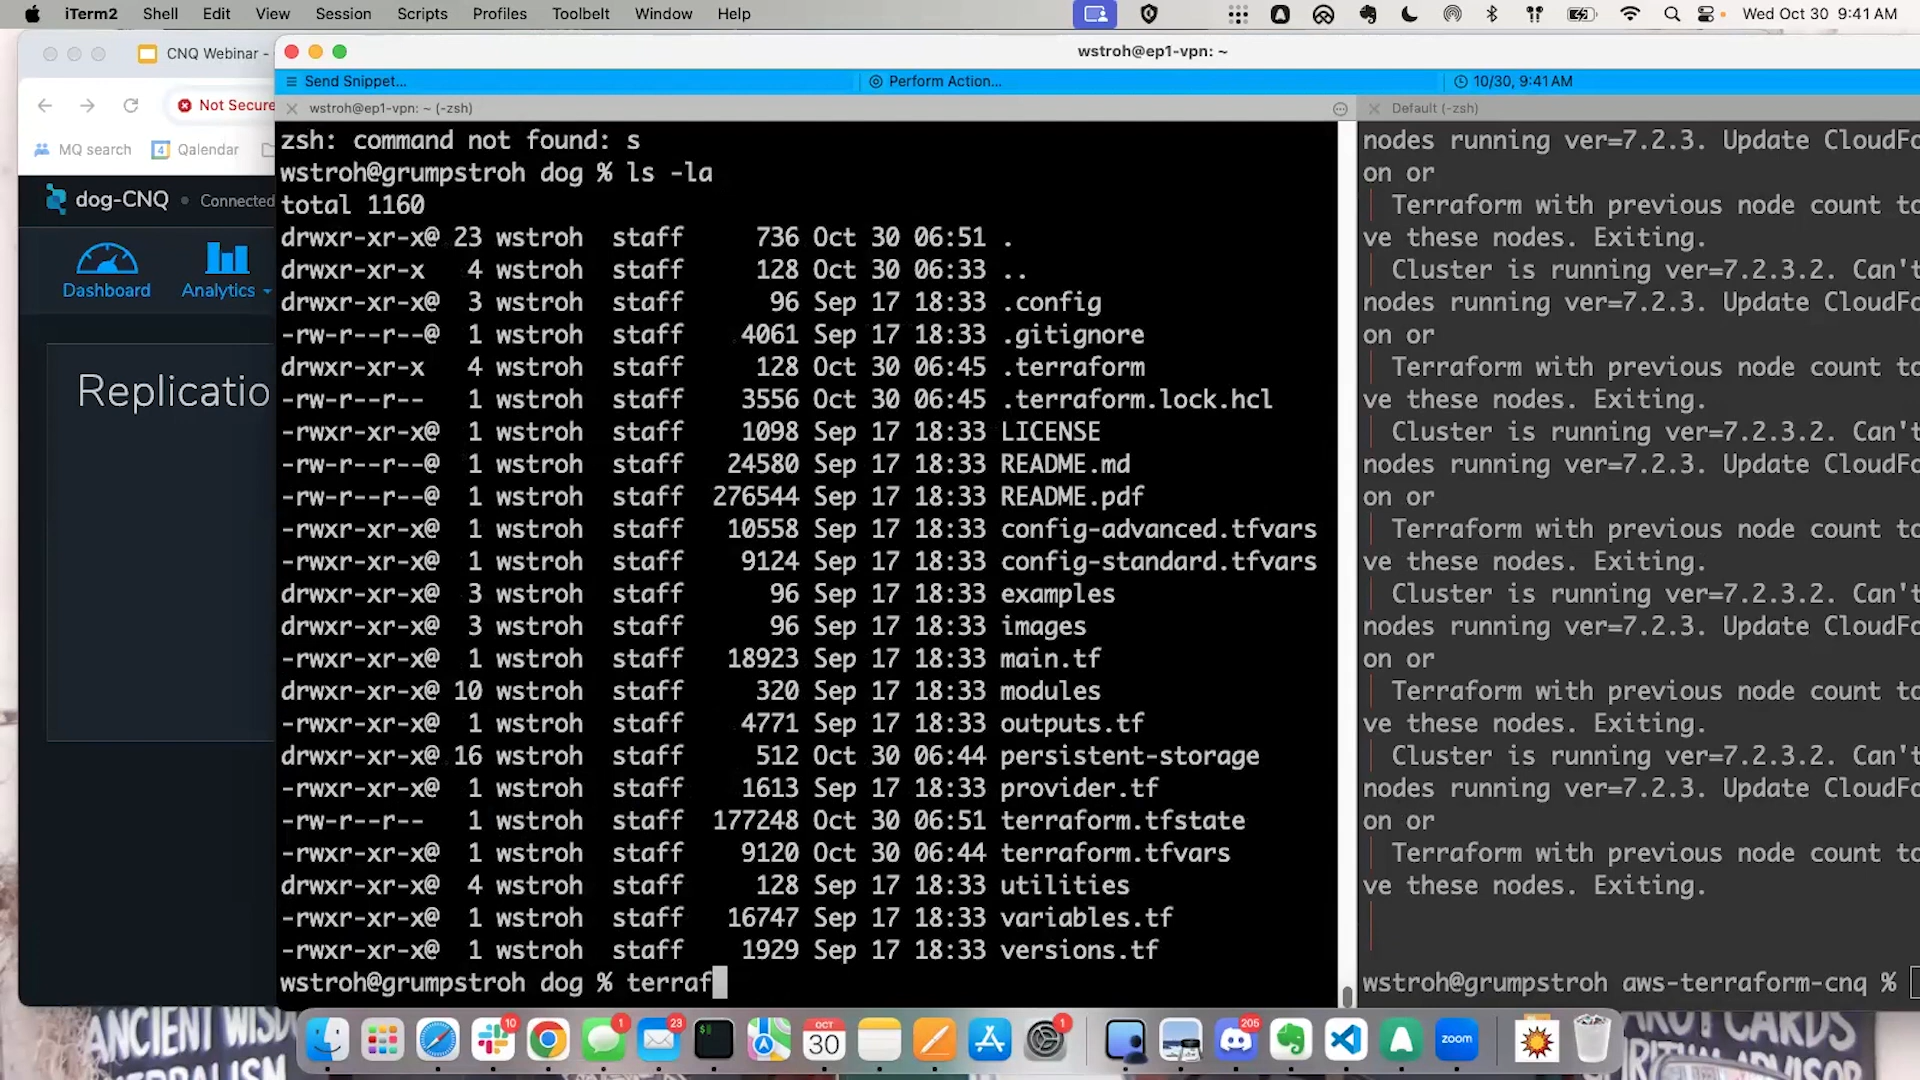 iTerm2 Shell Edit View Session Scripts Profiles Toolbelt Window Help
Wed Oct 30 9:41 AM
CNQ Webinar -
Not Secure
MQ search
Qalendar
dog-CNQ • Connected
Dashboard
Analytics
Replicatio
wstroh@ep1-vpn: ~
Send Snippet...
Perform Action...
10/30, 9:41 AM
wstroh@ep1-vpn: ~ (-zsh)
zsh: command not found: s
wstroh@grumpstroh dog % ls -la
total 1160
drwxr-xr-x@ 23 wstroh staff 736 Oct 30 06:51 .
drwxr-xr-x 4 wstroh staff 128 Oct 30 06:33 ..
drwxr-xr-x@ 3 wstroh staff 96 Sep 17 18:33 .config
-rw-r--r--@ 1 wstroh staff 4061 Sep 17 18:33 .gitignore
drwxr-xr-x 4 wstroh staff 128 Oct 30 06:45 .terraform
-rw-r--r-- 1 wstroh staff 3556 Oct 30 06:45 .terraform.lock.hcl
-rwxr-xr-x@ 1 wstroh staff 1098 Sep 17 18:33 LICENSE
-rw-r--r--@ 1 wstroh staff 24580 Sep 17 18:33 README.md
-rw-r--r--@ 1 wstroh staff 276544 Sep 17 18:33 README.pdf
-rwxr-xr-x@ 1 wstroh staff 10558 Sep 17 18:33 config-advanced.tfvars
-rwxr-xr-x@ 1 wstroh staff 9124 Sep 17 18:33 config-standard.tfvars
drwxr-xr-x@ 3 wstroh staff 96 Sep 17 18:33 examples
drwxr-xr-x@ 3 wstroh staff 96 Sep 17 18:33 images
-rwxr-xr-x@ 1 wstroh staff 18923 Sep 17 18:33 main.tf
drwxr-xr-x@ 10 wstroh staff 320 Sep 17 18:33 modules
-rwxr-xr-x@ 1 wstroh staff 4771 Sep 17 18:33 outputs.tf
drwxr-xr-x@ 16 wstroh staff 512 Oct 30 06:44 persistent-storage
-rwxr-xr-x@ 1 wstroh staff 1613 Sep 17 18:33 provider.tf
-rw-r--r-- 1 wstroh staff 177248 Oct 30 06:51 terraform.tfstate
-rwxr-xr-x@ 1 wstroh staff 9120 Oct 30 06:44 terraform.tfvars
drwxr-xr-x@ 4 wstroh staff 128 Sep 17 18:33 utilities
-rwxr-xr-x@ 1 wstroh staff 16747 Sep 17 18:33 variables.tf
-rwxr-xr-x@ 1 wstroh staff 1929 Sep 17 18:33 versions.tf
wstroh@grumpstroh dog % terraf
Default (-zsh)
nodes running ver=7.2.3. Update CloudFo
on or
Terraform with previous node count to
ve these nodes. Exiting.
Cluster is running ver=7.2.3.2. Can't
nodes running ver=7.2.3. Update CloudFo
on or
Terraform with previous node count to
ve these nodes. Exiting.
Cluster is running ver=7.2.3.2. Can't
nodes running ver=7.2.3. Update CloudFo
on or
Terraform with previous node count to
ve these nodes. Exiting.
Cluster is running ver=7.2.3.2. Can't
nodes running ver=7.2.3. Update CloudFo
on or
Terraform with previous node count to
ve these nodes. Exiting.
Cluster is running ver=7.2.3.2. Can't
nodes running ver=7.2.3. Update CloudFo
on or
Terraform with previous node count to
ve these nodes. Exiting.
wstroh@grumpstroh aws-terraform-cnq %
ANCIENT WISD
HERBALISM
10
1
23
OCT
30
1
205
zoom
TAROT CARDS
SPIRITUAL ADVISOR